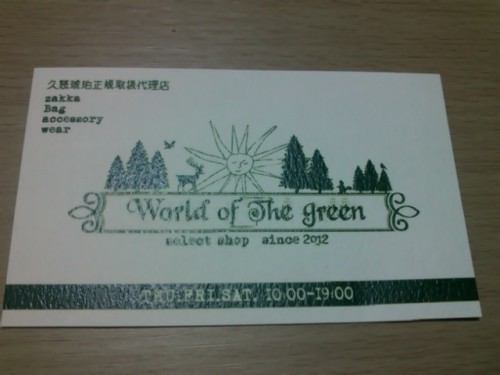 久慈琥珀正規取扱代理店
zakka
Bag
accessory
wear
World of The green
select shop since 2012
THU.FRI.SAT. 10:00-19:00